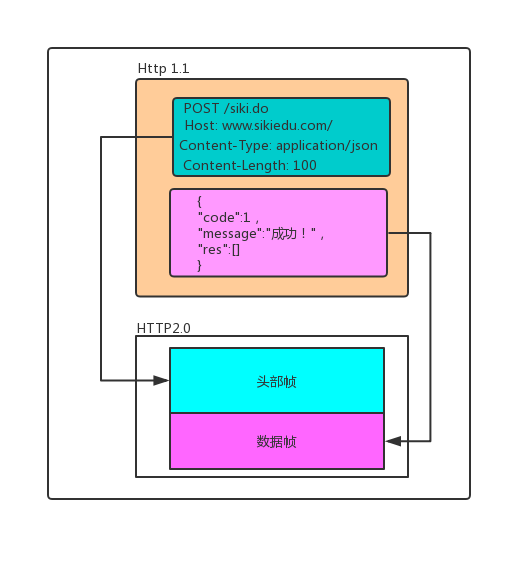 Http 1.1
POST /siki.do
Host: www.sikiedu.com/
Content-Type: application/json
Content-Length: 100
{
"code":1，
"message":"成功！"，
"res":[]
}
HTTP2.0
头部帧
数据帧